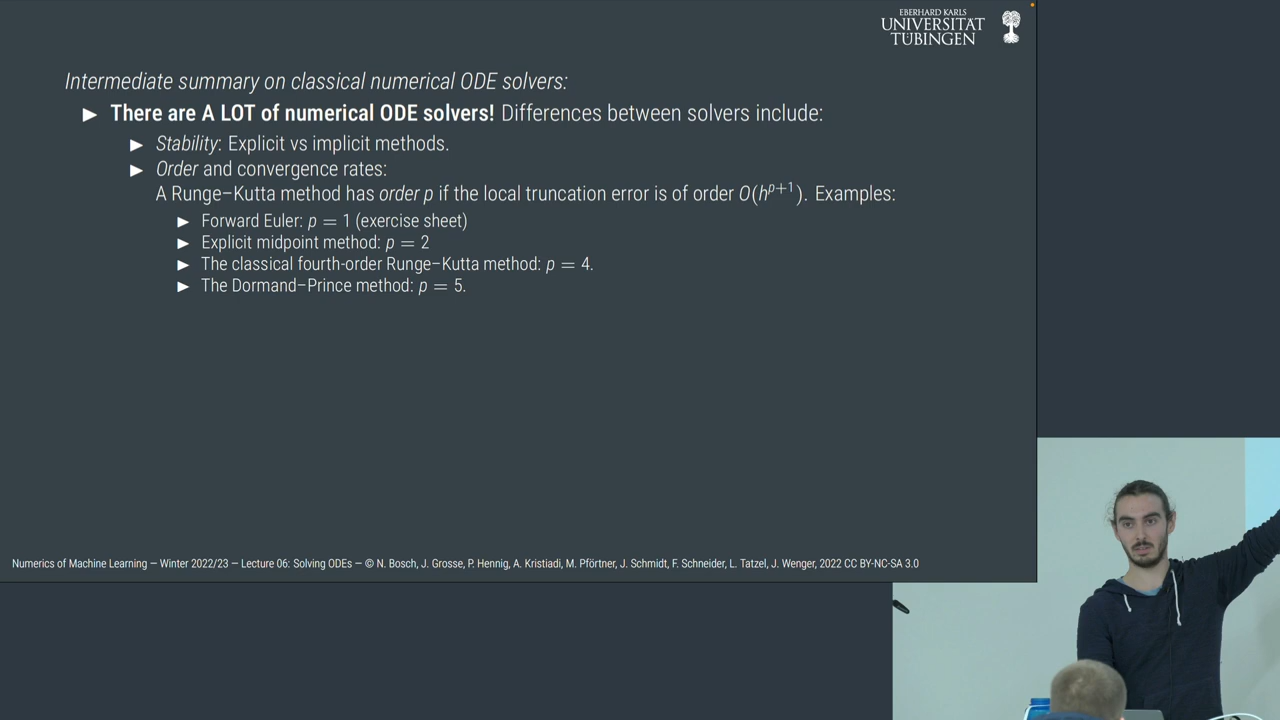 EBERHARD KARLS
UNIVERSITÄT
TÜBINGEN
Intermediate summary on classical numerical ODE solvers:
▶ There are A LOT of numerical ODE solvers! Differences between solvers include:
▶ Stability: Explicit vs implicit methods.
▶ Order and convergence rates:
A Runge–Kutta method has order p if the local truncation error is of order O(h^{p+1}). Examples:
▶ Forward Euler: p = 1 (exercise sheet)
▶ Explicit midpoint method: p = 2
▶ The classical fourth-order Runge–Kutta method: p = 4.
▶ The Dormand–Prince method: p = 5.
Numerics of Machine Learning — Winter 2022/23 — Lecture 06: Solving ODEs — © N. Bosch, J. Grosse, P. Hennig, A. Kristiadi, M. Pförtner, J. Schmidt, F. Schneider, L. Tatzel, J. Wenger, 2022 CC BY-NC-SA 3.0